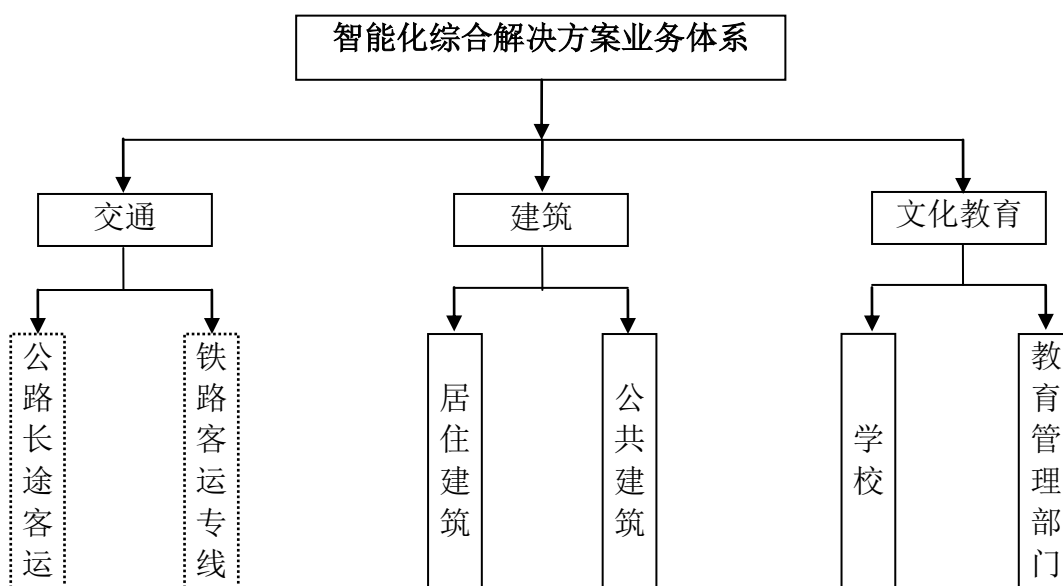 智能化综合解决方案业务体系
交通
建筑
文化教育
公路长途客运
铁路客运专线
居住建筑
公共建筑
学校
教育管理部门